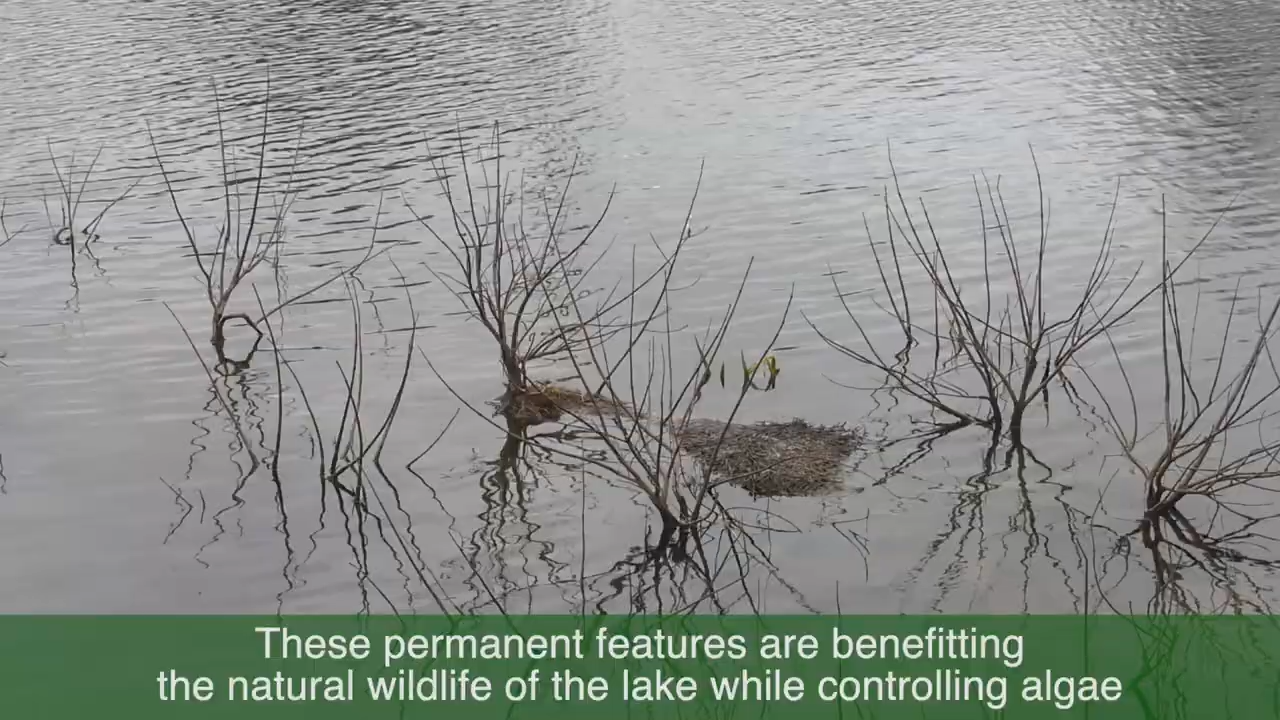 These permanent features are benefitting
the natural wildlife of the lake while controlling algae